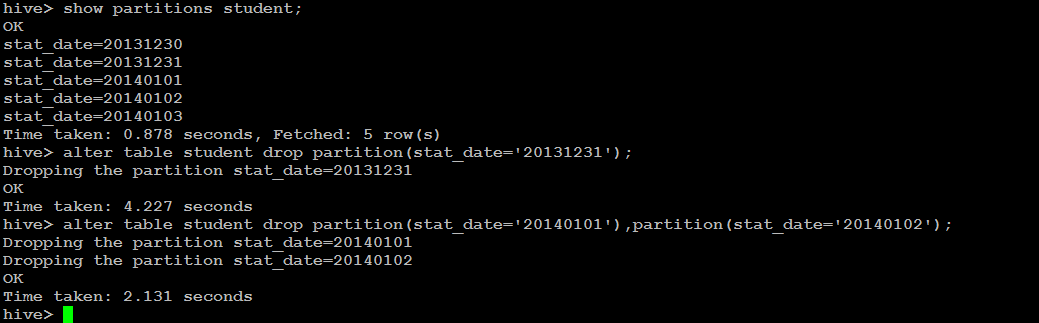 hive> show partitions student;
OK
stat_date=20131230
stat_date=20131231
stat_date=20140101
stat_date=20140102
stat_date=20140103
Time taken: 0.878 seconds, Fetched: 5 row(s)
hive> alter table student drop partition(stat_date='20131231');
Dropping the partition stat_date=20131231
OK
Time taken: 4.227 seconds
hive> alter table student drop partition(stat_date='20140101'),partition(stat_date='20140102');
Dropping the partition stat_date=20140101
Dropping the partition stat_date=20140102
OK
Time taken: 2.131 seconds
hive>